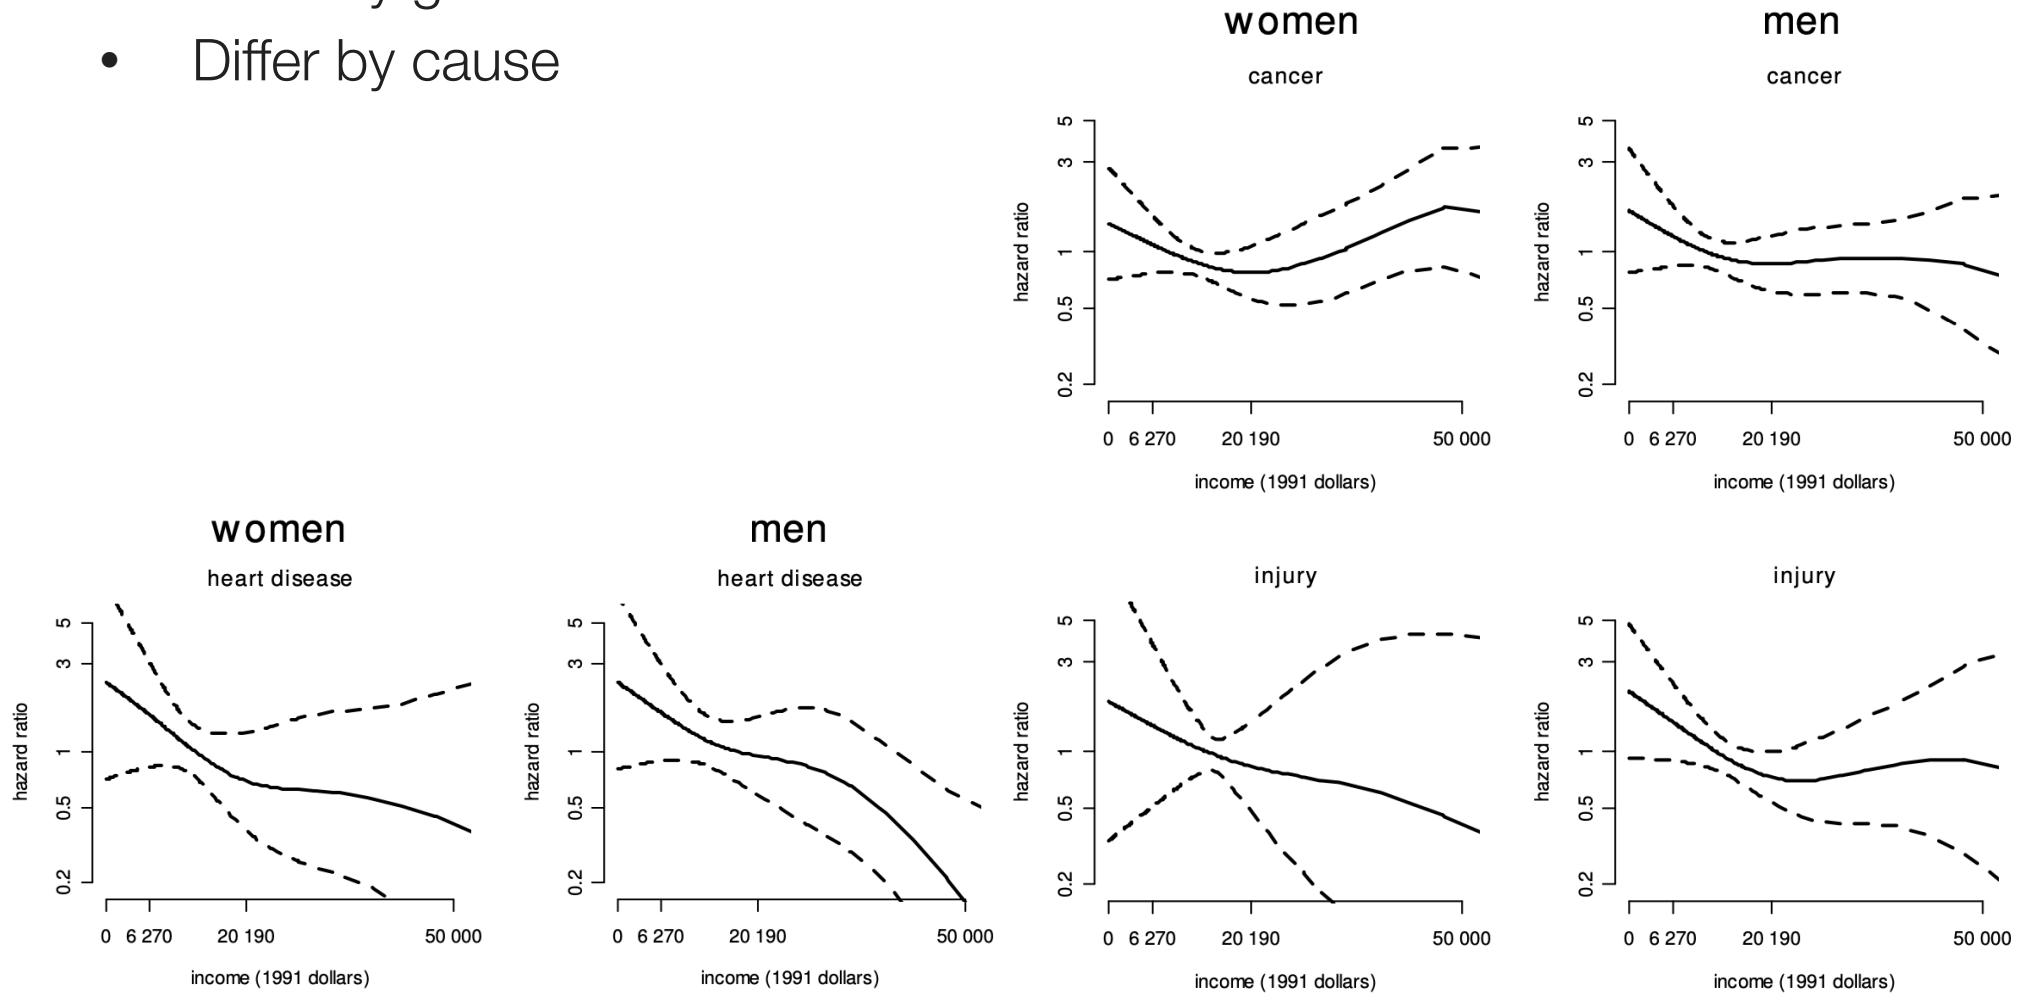 • Differ by cause
women
cancer
5
3
1
0.5
0.2
hazard ratio
0 6 270 20 190 50 000
income (1991 dollars)
men
cancer
5
3
1
0.5
0.2
hazard ratio
0 6 270 20 190 50 000
income (1991 dollars)
women
heart disease
5
3
1
0.5
0.2
hazard ratio
0 6 270 20 190 50 000
income (1991 dollars)
men
heart disease
5
3
1
0.5
0.2
hazard ratio
0 6 270 20 190 50 000
income (1991 dollars)
injury
5
3
1
0.5
0.2
hazard ratio
0 6 270 20 190 50 000
income (1991 dollars)
injury
5
3
1
0.5
0.2
hazard ratio
0 6 270 20 190 50 000
income (1991 dollars)